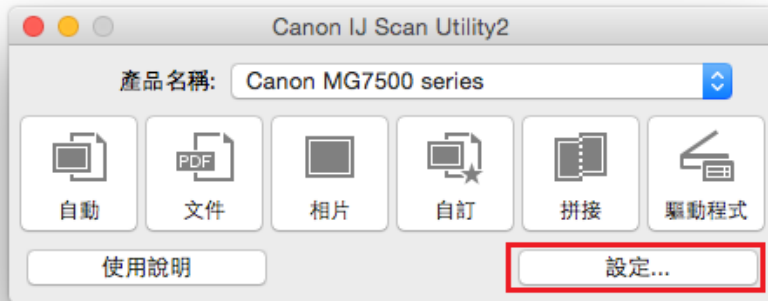 Canon IJ Scan Utility2
產品名稱: Canon MG7500 series
PDF
自動 文件 相片 自訂 拼接 驅動程式
使用說明 設定...